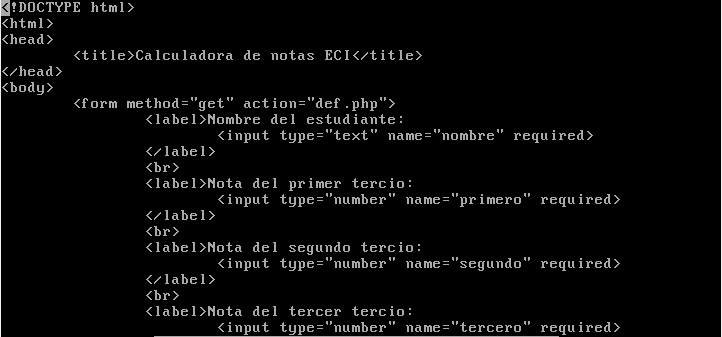 <!DOCTYPE html>
<html>
<head>
<title>Calculadora de notas ECI</title>
</head>
<body>
<form method="get" action="def.php">
<label>Nombre del estudiante:
<input type="text" name="nombre" required>
</label>
<br>
<label>Nota del primer tercio:
<input type="number" name="primero" required>
</label>
<br>
<label>Nota del segundo tercio:
<input type="number" name="segundo" required>
</label>
<br>
<label>Nota del tercer tercio:
<input type="number" name="tercero" required>